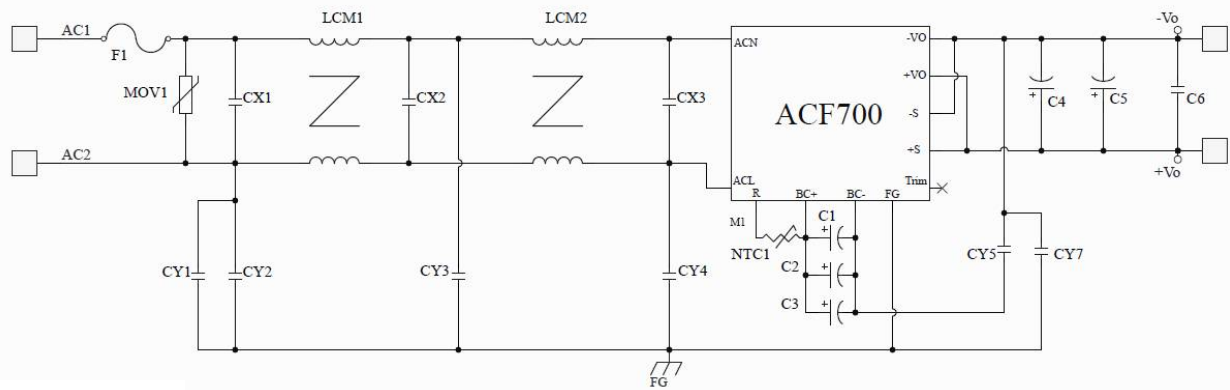 LCM1
LCM2
-Vo
AC1
F1
ACN
-VO
MOV1
+VO
CX1
CX2
CX3
ACF700
-S
+
C4
+
C5
C6
AC2
+S
+Vo
ACL
R
BC+
BC-
FG
Trim
M1
+
C1
NTC1
CY1
CY2
CY3
CY4
C2
+
C3
+
CY5
CY7
FG